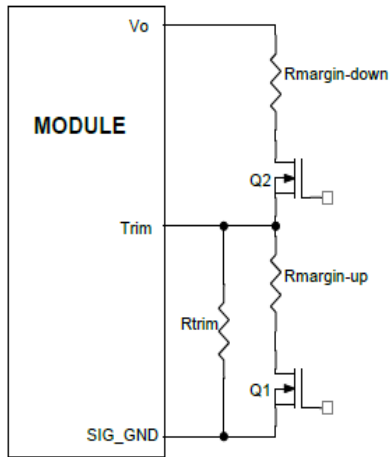 Vo
Rmargin-down
MODULE
Q2
Trim
Rmargin-up
Rtrim
Q1
SIG_GND